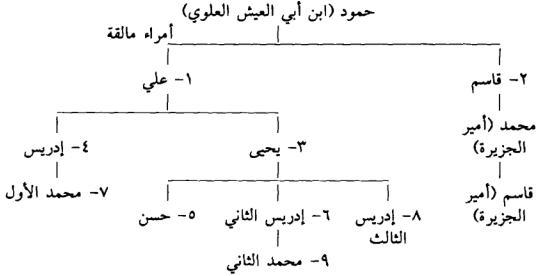 حمود (ابن أبي العيش العلوي)
أمراء مالقة
٢- قاسم
١- علي
محمد (أمير
الجزيرة)
٣- يحيى
٤- إدريس
قاسم (أمير
الجزيرة)
٨- إدريس
الثالث
٦- إدريس الثاني
٥- حسن
٧- محمد الأول
٩- محمد الثاني